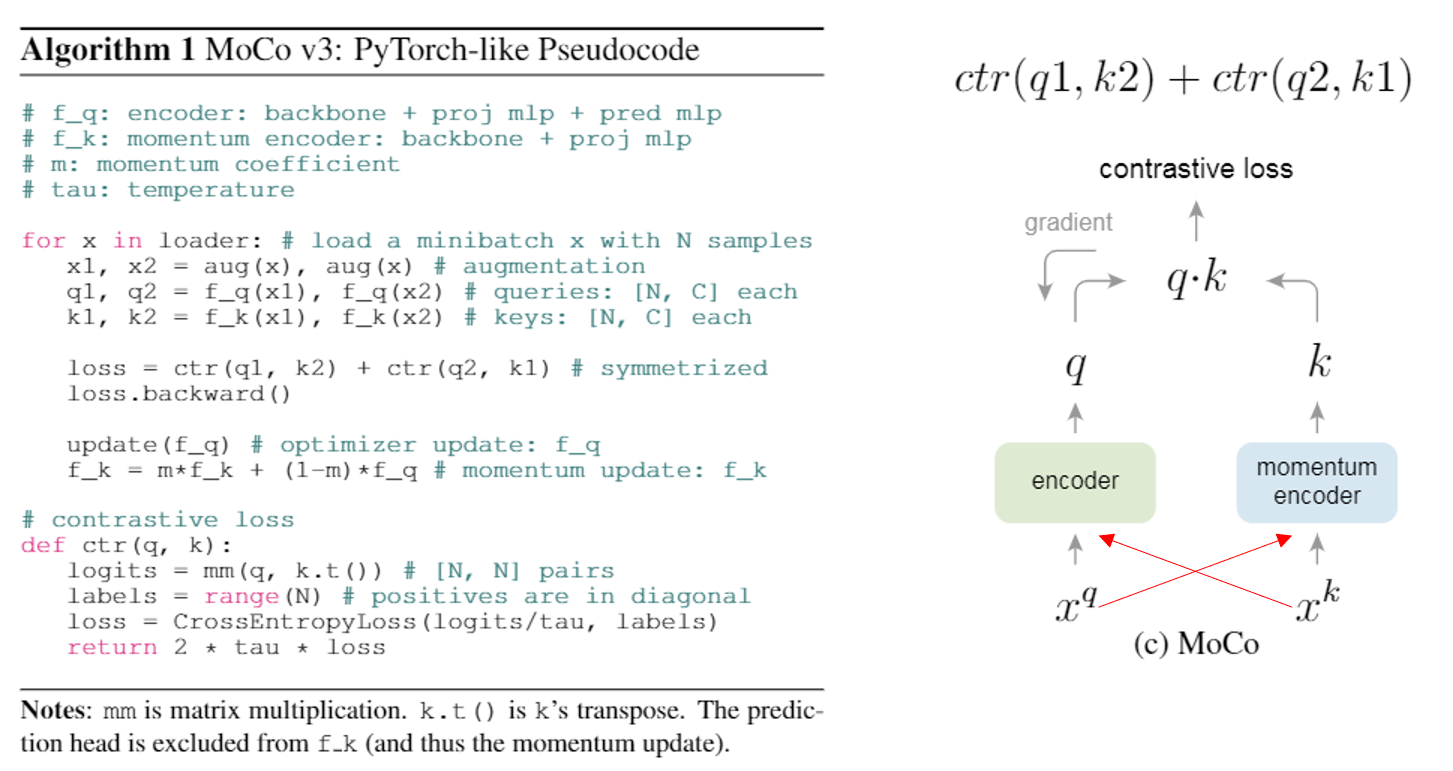 Algorithm 1 MoCo v3: PyTorch-like Pseudocode
# f_q: encoder: backbone + proj mlp + pred mlp
# f_k: momentum encoder: backbone + proj mlp
# m: momentum coefficient
# tau: temperature
for x in loader: # load a minibatch x with N samples
x1, x2 = aug(x), aug(x) # augmentation
q1, q2 = f_q(x1), f_q(x2) # queries: [N, C] each
k1, k2 = f_k(x1), f_k(x2) # keys: [N, C] each
loss = ctr(q1, k2) + ctr(q2, k1) # symmetrized
loss.backward()
update(f_q) # optimizer update: f_q
f_k = m*f_k + (1-m)*f_q # momentum update: f_k
# contrastive loss
def ctr(q, k):
logits = mm(q, k.t()) # [N, N] pairs
labels = range(N) # positives are in diagonal
loss = CrossEntropyLoss(logits/tau, labels)
return 2 * tau * loss
Notes: mm is matrix multiplication. k.t() is k's transpose. The predic-
tion head is excluded from f_k (and thus the momentum update).
ctr(q1, k2) + ctr(q2, k1)
contrastive loss
gradient
q·k
q k
encoder
momentum
encoder
x^q x^k
(c) MoCo